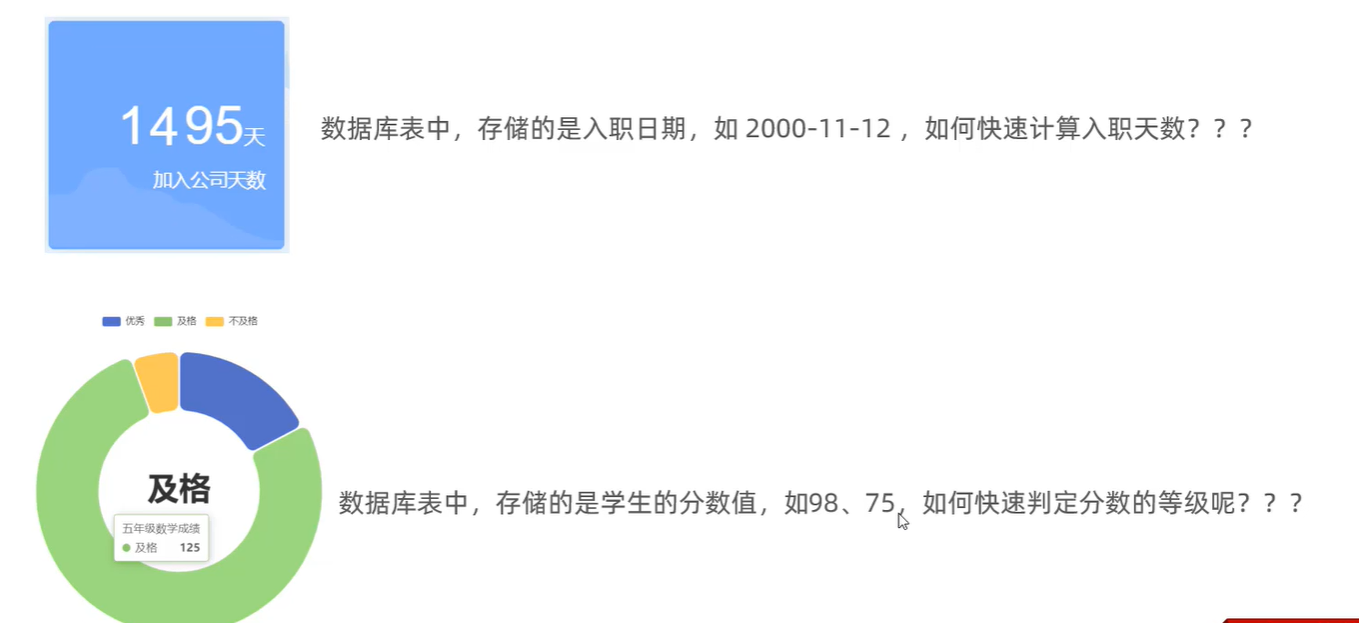 1495天
加入公司天数
数据库表中，存储的是入职日期，如 2000-11-12 ，如何快速计算入职天数？？？
优秀 及格 不及格
及格
五年级数学成绩
及格 125
数据库表中，存储的是学生的分数值，如98、75，如何快速判定分数的等级呢？？？